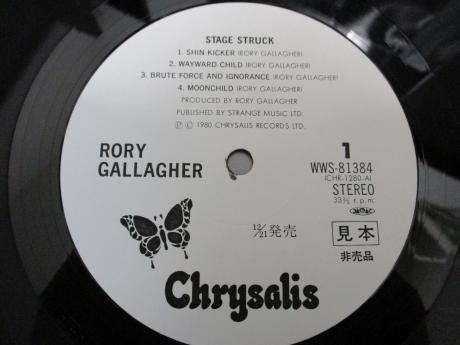 STAGE STRUCK
1. SHIN KICKER (RORY GALLAGHER)
2. WAYWARD CHILD (RORY GALLAGHER)
3. BRUTE FORCE AND IGNORANCE (RORY GALLAGHER)
4. MOONCHILD (RORY GALLAGHER)
PRODUCED BY RORY GALLAGHER
PUBLISHED BY STRANGE MUSIC LTD.
Ⓟ © 1980 CHRYSALIS RECORDS LTD.
RORY
GALLAGHER
1
WWS-81384
(CHR-1280-A)
STEREO
33⅓ r.p.m.
12/21発売
見本
非売品
Chrysalis